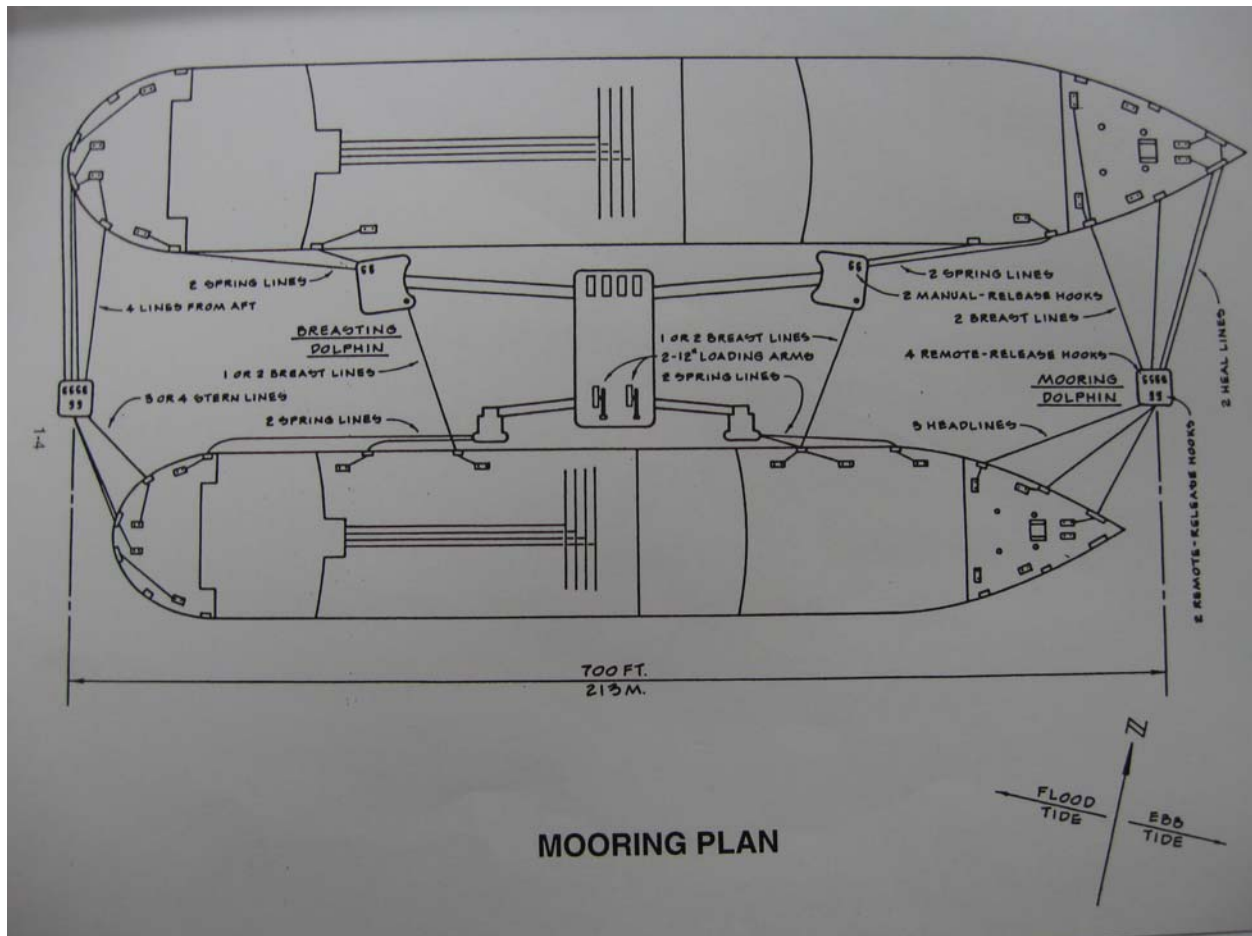 2 SPRING LINES
4 LINES FROM AFT
BREASTING
DOLPHIN
1 OR 2 BREAST LINES
3 OR 4 STERN LINES
2 SPRING LINES
2 SPRING LINES
2 MANUAL-RELEASE HOOKS
2 BREAST LINES
1 OR 2 BREAST LINES
2-12" LOADING ARMS
2 SPRING LINES
4 REMOTE-RELEASE HOOKS
MOORING
DOLPHIN
3 HEADLINES
2 HEAL LINES
2 REMOTE-RELEASE HOOKS
1-4
700 FT.
213 M.
N
FLOOD
TIDE
EBB
TIDE
MOORING PLAN